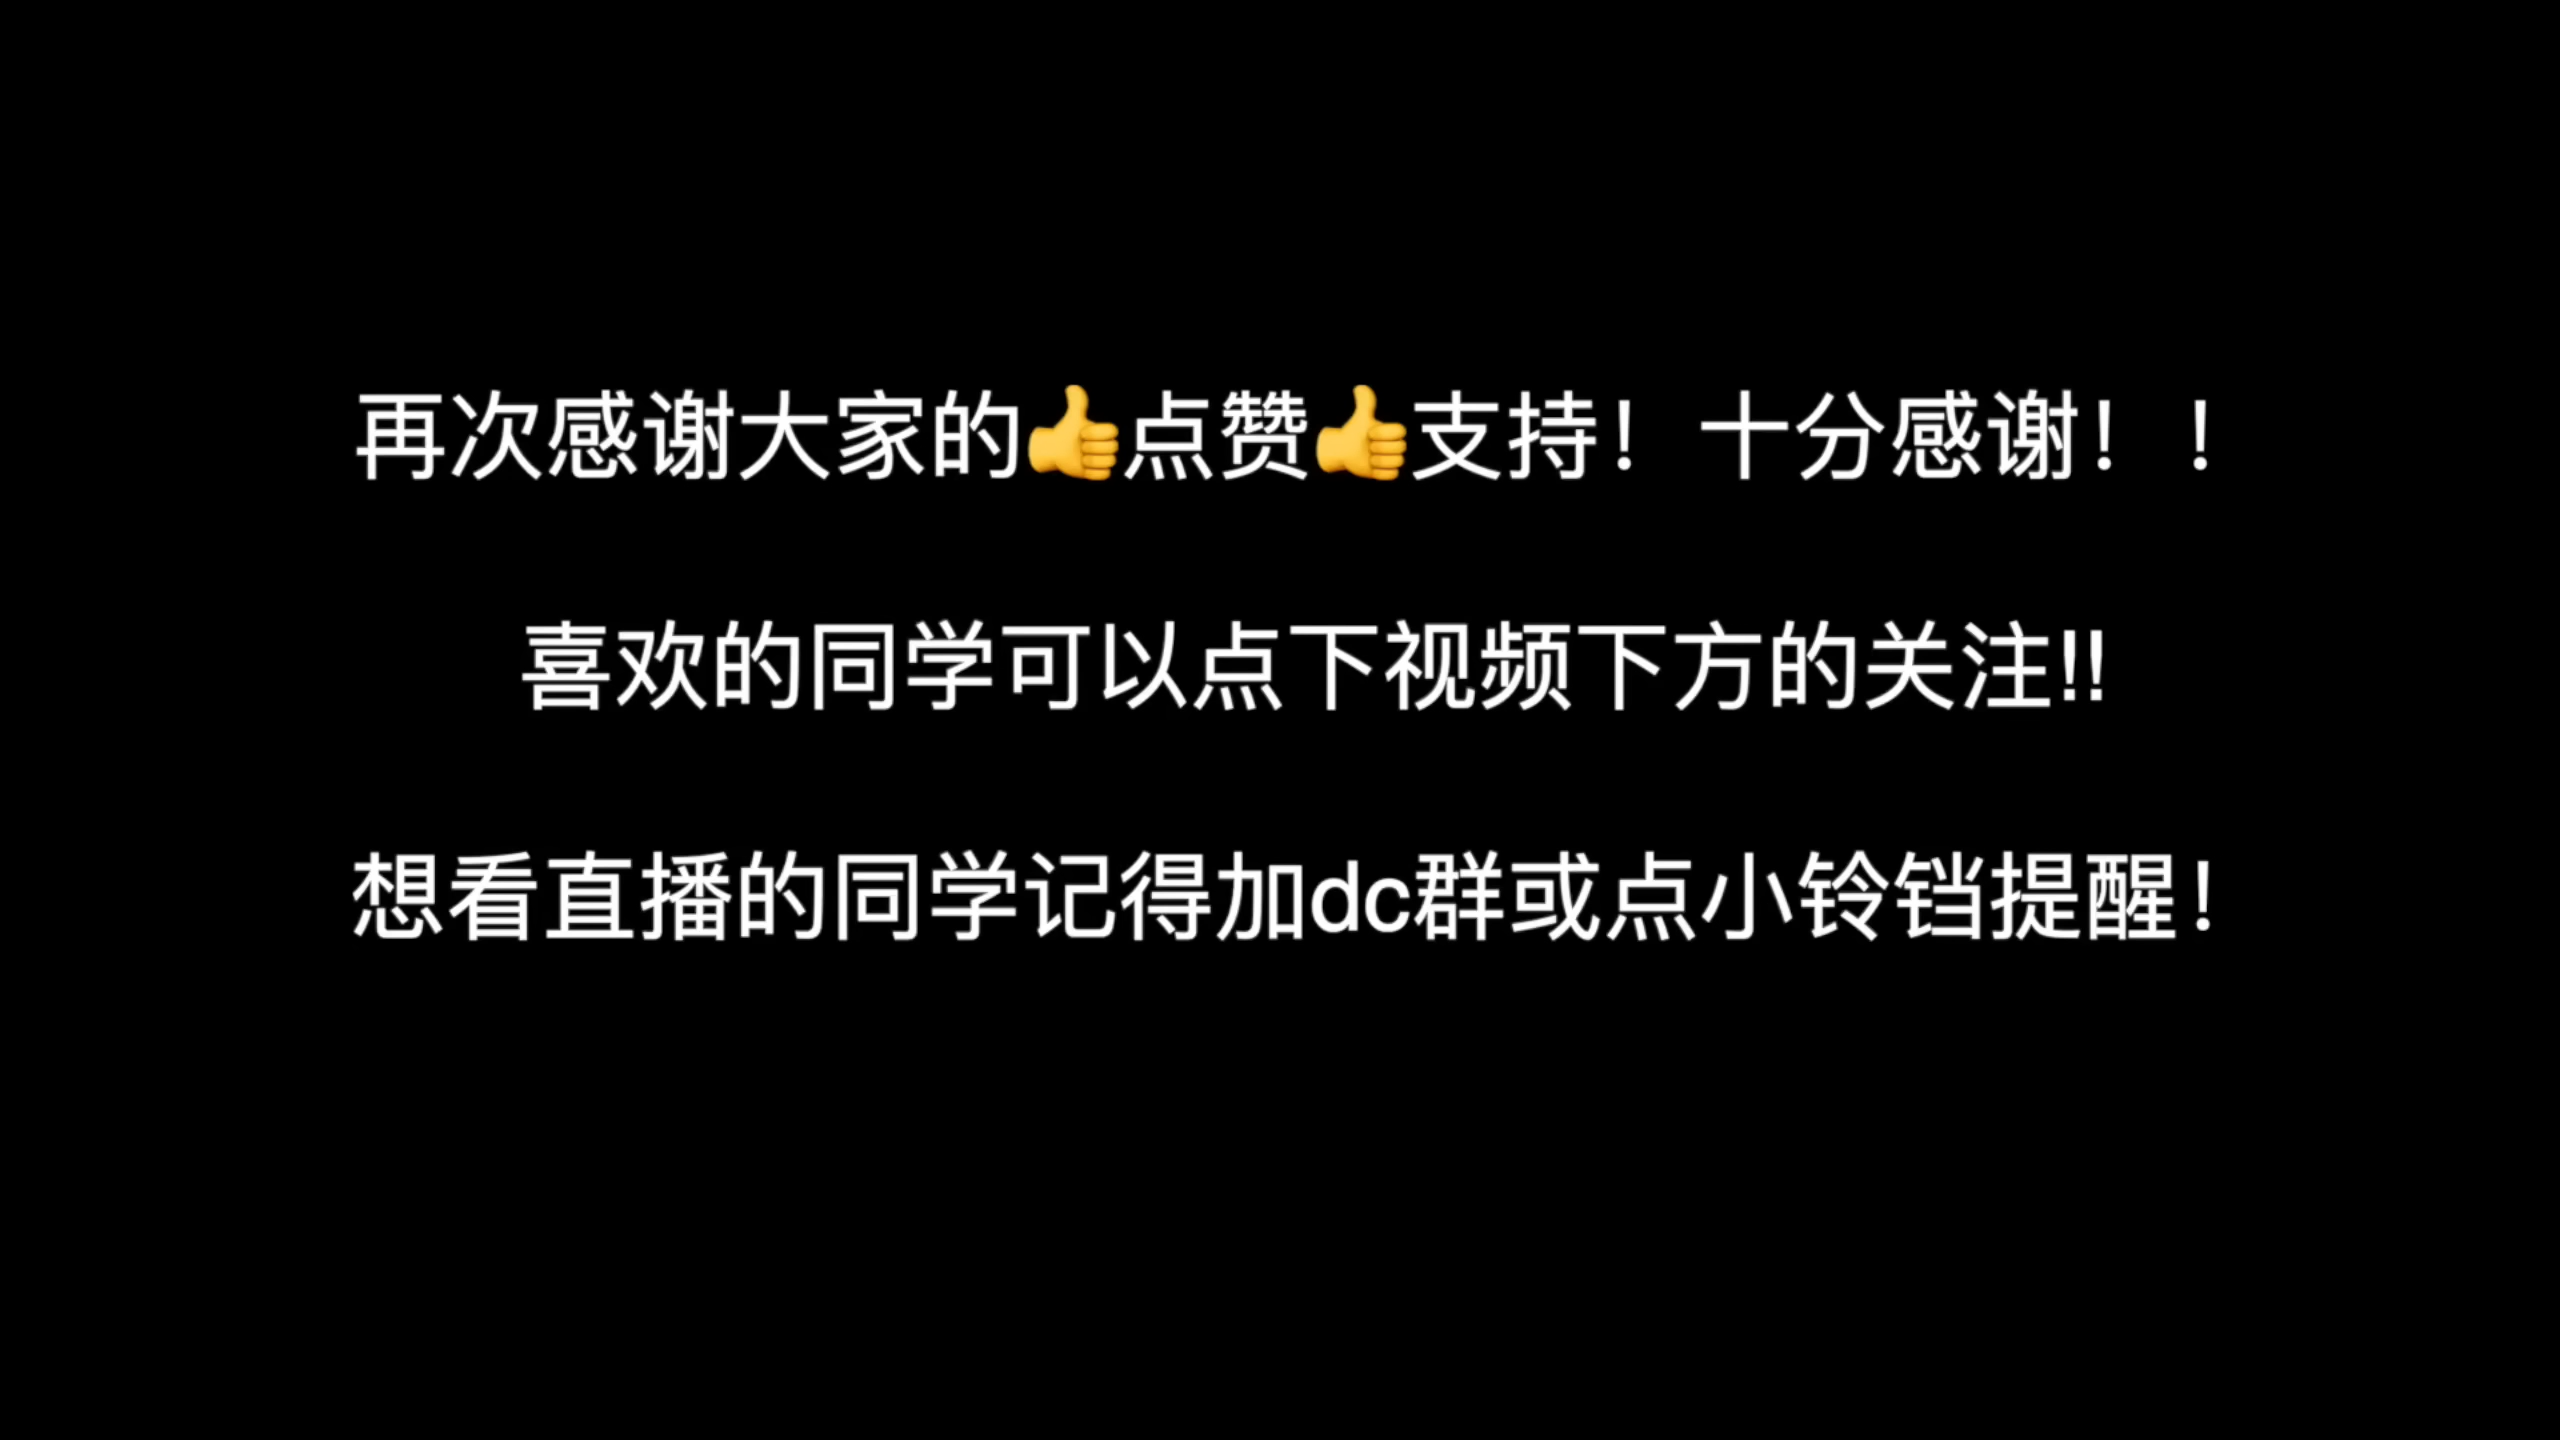 再次感谢大家的👍点赞👍支持！十分感谢！！
喜欢的同学可以点下视频下方的关注!!
想看直播的同学记得加dc群或点小铃铛提醒！